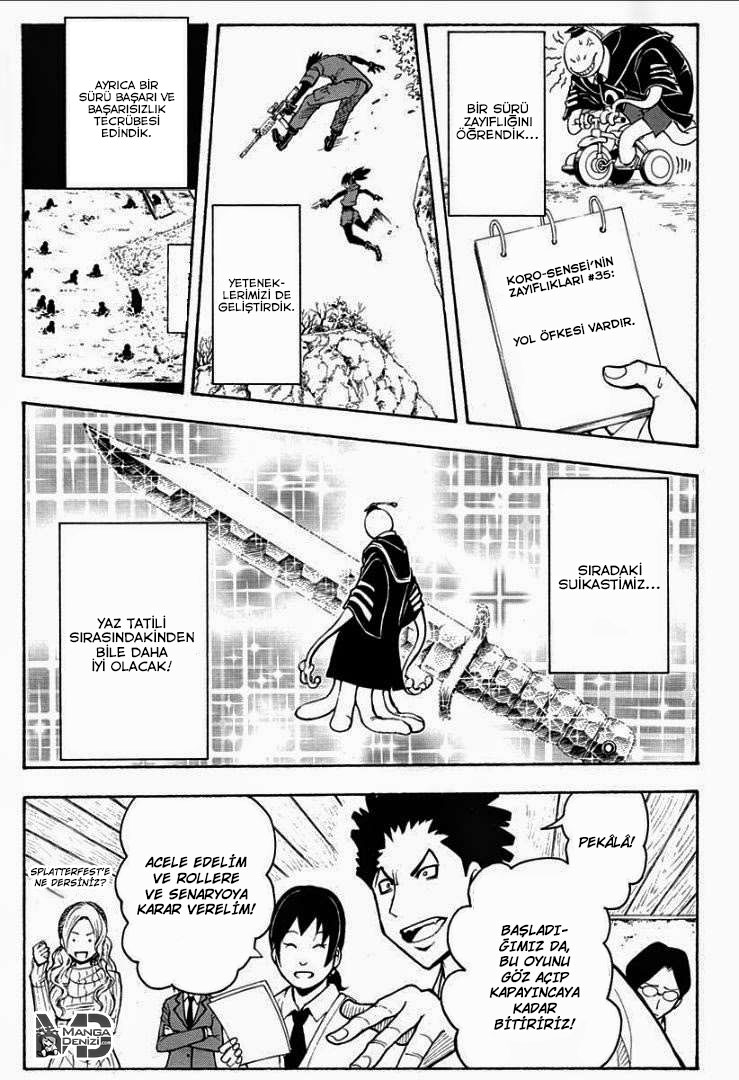 BİR SÜRÜ
ZAYIFLIĞINI
ÖĞRENDİK...
KORO-SENSEİ'NİN
ZAYIFLIKLARI #35:
YOL ÖFKESİ VARDIR.
YETENEK-
LERİMİZİ DE
GELİŞTİRDİK.
AYRICA BİR
SÜRÜ BAŞARI VE
BAŞARISIZLIK
TECRÜBESİ
EDİNDİK.
SIRADAKİ
SUİKASTİMİZ...
YAZ TATİLİ
SIRASINDAKİNDEN
BİLE DAHA
İYİ OLACAK!
PEKÂLÂ!
BAŞLADI-
ĞIMIZ DA,
BU OYUNU
GÖZ AÇIP
KAPAYINCAYA
KADAR
BİTİRİRİZ!
ACELE EDELİM
VE ROLLERE
VE SENARYOYA
KARAR VERELİM!
SPLATTERFEST'E
NE DERSİNİZ?
MANGA
DENİZİ.com